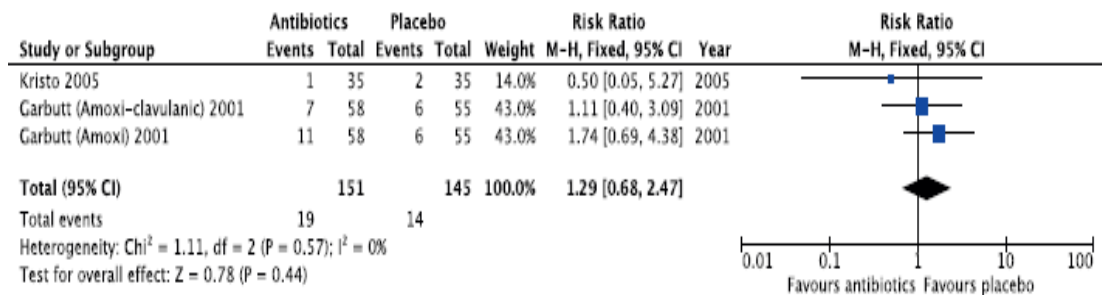 Antibiotics Placebo Risk Ratio Risk Ratio
Study or Subgroup Events Total Events Total Weight M-H, Fixed, 95% CI Year M-H, Fixed, 95% CI
Kristo 2005 1 35 2 35 14.0% 0.50 [0.05, 5.27] 2005
Garbutt (Amoxi-clavulanic) 2001 7 58 6 55 43.0% 1.11 [0.40, 3.09] 2001
Garbutt (Amoxi) 2001 11 58 6 55 43.0% 1.74 [0.69, 4.38] 2001
Total (95% CI) 151 145 100.0% 1.29 [0.68, 2.47]
Total events 19 14
Heterogeneity: Chi² = 1.11, df = 2 (P = 0.57); I² = 0%
Test for overall effect: Z = 0.78 (P = 0.44)
0.01 0.1 1 10 100
Favours antibiotics Favours placebo